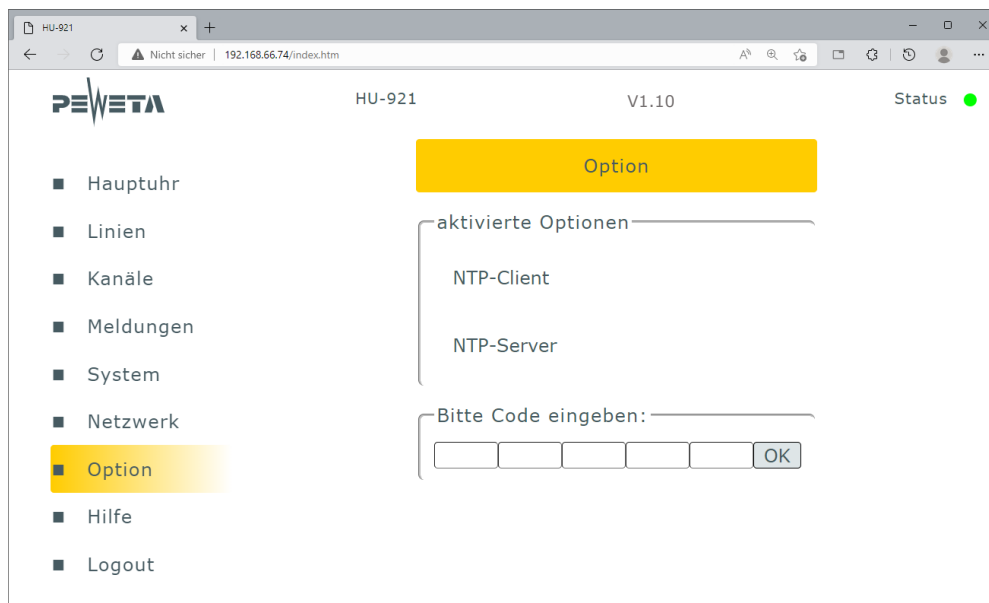 HU-921
Nicht sicher | 192.168.66.74/index.htm
PEWETA
HU-921 V1.10 Status
Option
Hauptuhr
Linien
Kanäle
Meldungen
System
Netzwerk
Option
Hilfe
Logout
aktivierte Optionen
NTP-Client
NTP-Server
Bitte Code eingeben:
OK